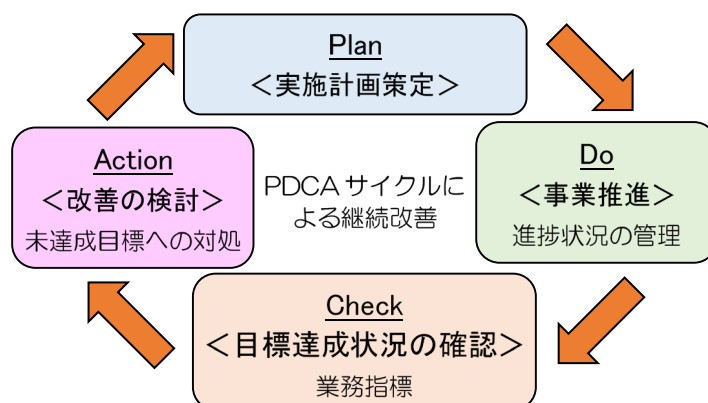 Plan
＜実施計画策定＞
Do
＜事業推進＞
進捗状況の管理
Check
＜目標達成状況の確認＞
業務指標
Action
＜改善の検討＞
未達成目標への対処
PDCA サイクルに
よる継続改善